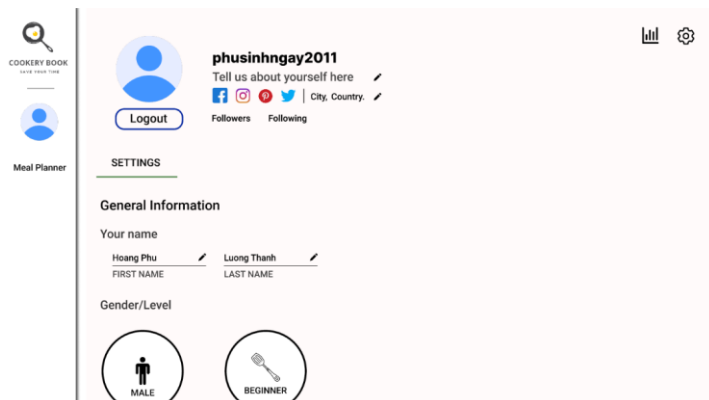 COOKERY BOOK
SAVE YOUR TIME
Meal Planner
phusinhngay2011
Tell us about yourself here
City, Country.
Logout
Followers Following
SETTINGS
General Information
Your name
Hoang Phu Luong Thanh
FIRST NAME LAST NAME
Gender/Level
MALE BEGINNER